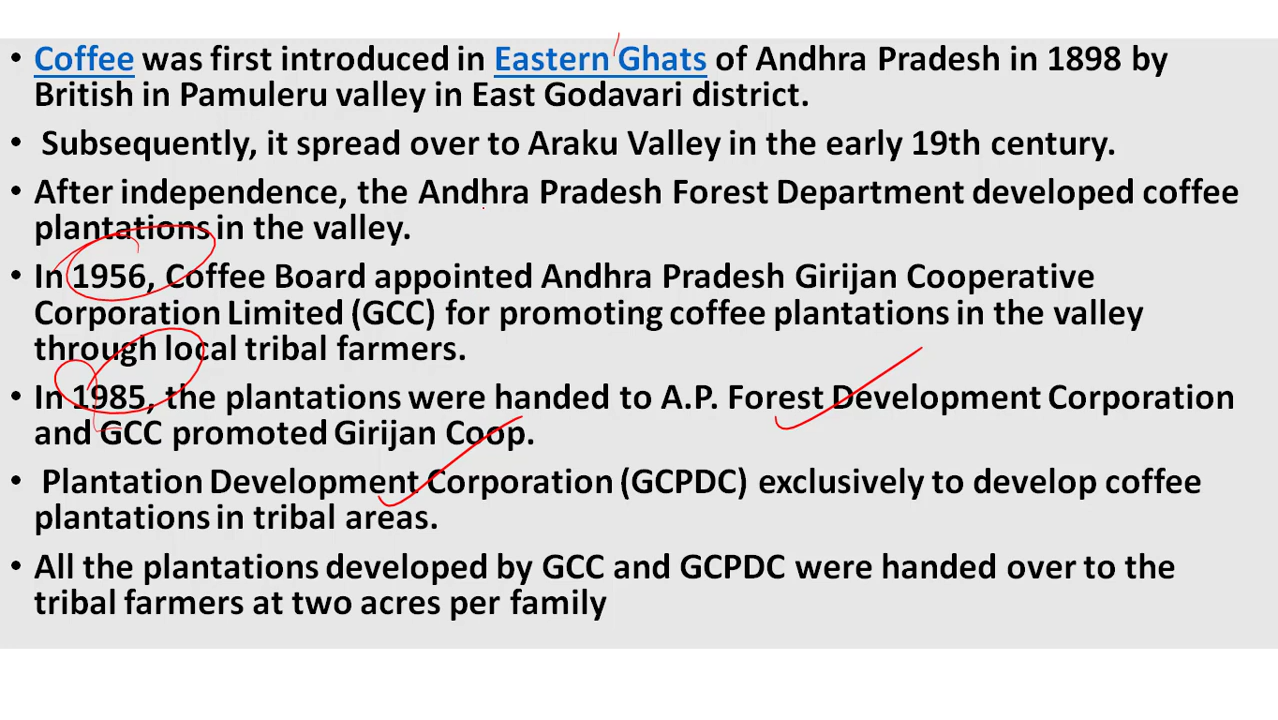 • Coffee was first introduced in Eastern Ghats of Andhra Pradesh in 1898 by
British in Pamuleru valley in East Godavari district.
• Subsequently, it spread over to Araku Valley in the early 19th century.
• After independence, the Andhra Pradesh Forest Department developed coffee
plantations in the valley.
• In 1956, Coffee Board appointed Andhra Pradesh Girijan Cooperative
Corporation Limited (GCC) for promoting coffee plantations in the valley
through local tribal farmers.
• In 1985, the plantations were handed to A.P. Forest Development Corporation
and GCC promoted Girijan Coop.
• Plantation Development Corporation (GCPDC) exclusively to develop coffee
plantations in tribal areas.
• All the plantations developed by GCC and GCPDC were handed over to the
tribal farmers at two acres per family